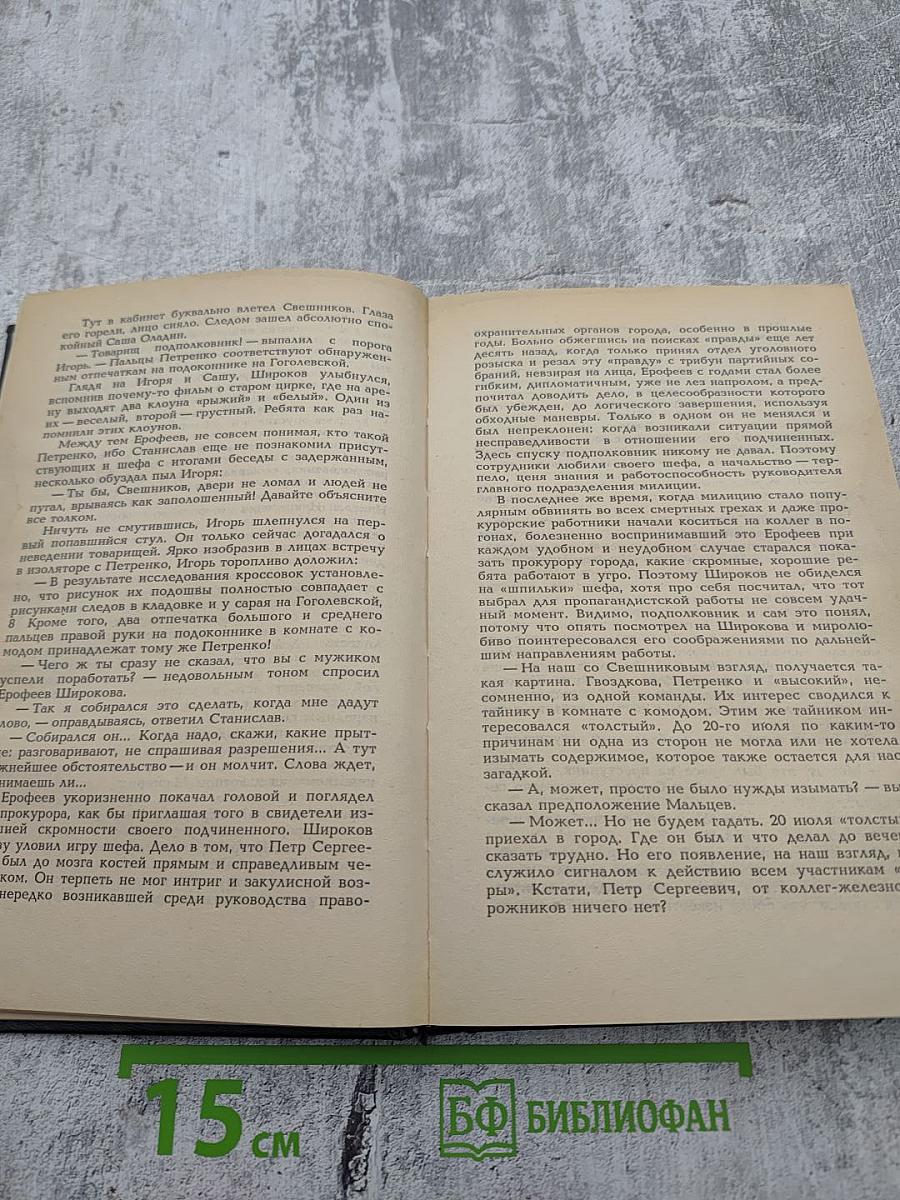 Тут в кабинет буквально влетел Свешников. Глаза
его горели, лицо сияло. Следом зашел абсолютно спо-
койный Саша Оладин.
— Товарищ подполковник! — выпалил с порога
Игорь. — Пальцы Петренко соответствуют обнаружен-
ным отпечаткам на подоконнике на Гоголевской.
Глядя на Игоря и Сашу, Широков улыбнулся,
вспомнив почему-то фильм о старом цирке, где на аре-
ну выходят два клоуна «рыжий» и «белый». Один из
них — веселый, второй — грустный. Ребята как раз на-
помнили этих клоунов.
Между тем Ерофеев, не совсем понимая, кто такой
Петренко, ибо Станислав еще не познакомил присут-
ствующих и шефа с итогами беседы с задержанным,
несколько обуздал пыл Игоря:
— Ты бы, Свешников, двери не ломал и людей не
пугал, врываясь как заполошенный! Давайте объясните
все толком.
Ничуть не смутившись, Игорь шлепнулся на пер-
вый попавшийся стул. Он только сейчас догадался о
неведении товарищей. Ярко изобразив в лицах встречу
в изоляторе с Петренко, Игорь торопливо доложил:
— В результате исследования кроссовок установле-
но, что рисунок их подошвы полностью совпадает с
рисунками следов в кладовке и у сарая на Гоголевской,
8 Кроме того, два отпечатка большого и среднего
пальцев правой руки на подоконнике в комнате с ко-
модом принадлежат тому же Петренко!
— Чего ж ты сразу не сказал, что вы с мужиком
успели поработать? — недовольным тоном спросил
Ерофеев Широкова.
— Так я собирался это сделать, когда мне дадут
лово, — оправдываясь, ответил Станислав.
— Собирался он... Когда надо, скажи, какие прыт-
е: разговаривают, не спрашивая разрешения... А тут
жнейшее обстоятельство — и он молчит. Слова ждет,
нимаешь ли...
Ерофеев укоризненно покачал головой и поглядел
прокурора, как бы приглашая того в свидетели из-
шней скромности своего подчиненного. Широков
зу уловил игру шефа. Дело в том, что Петр Сергее-
был до мозга костей прямым и справедливым че-
ком. Он терпеть не мог интриг и закулисной воз-
нередко возникавшей среди руководства право-
охранительных органов города, особенно в прошлые
годы. Больно обжегшись на поисках «правды» еще лет
десять назад, когда только принял отдел уголовного
розыска и резал эту «правду» с трибун партийных со-
браний, невзирая на лица, Ерофеев с годами стал более
гибким, дипломатичным, уже не лез напролом, а пред-
почитал доводить дело, в целесообразности которого
был убежден, до логического завершения, используя
обходные маневры. Только в одном он не менялся и
был непреклонен: когда возникали ситуации прямой
несправедливости в отношении его подчиненных.
Здесь спуску подполковник никому не давал. Поэтому
сотрудники любили своего шефа, а начальство — тер-
пело, ценя знания и работоспособность руководителя
главного подразделения милиции.
В последнее же время, когда милицию стало попу-
лярным обвинять во всех смертных грехах и даже про-
курорские работники начали коситься на коллег в по-
гонах, болезненно воспринимавший это Ерофеев при
каждом удобном и неудобном случае старался пока-
зать прокурору города, какие скромные, хорошие ре-
бята работают в угро. Поэтому Широков не обиделся
на «шпильки» шефа, хотя про себя посчитал, что тот
выбрал для пропагандистской работы не совсем удач-
ный момент. Видимо, подполковник и сам это понял,
потому что опять посмотрел на Широкова и миролю-
биво поинтересовался его соображениями по дальней-
шим направлениям работы.
— На наш со Свешниковым взгляд, получается та-
кая картина. Гвоздкова, Петренко и «высокий», не-
сомненно, из одной команды. Их интерес сводился к
тайнику в комнате с комодом. Этим же тайником ин-
тересовался «толстый». До 20-го июля по каким-то
причинам ни одна из сторон не могла или не хотела
изымать содержимое, которое также остается для нас
загадкой.
— А, может, просто не было нужды изымать? — вы
сказал предположение Мальцев.
— Может... Но не будем гадать. 20 июля «толсты
приехал в город. Где он был и что делал до вече
сказать трудно. Но его появление, на наш взгляд,
служило сигналом к действию всем участникам «
ры». Кстати, Петр Сергеевич, от коллег-железно
рожников ничего нет?
15 см
БФ БИБЛИОФАН